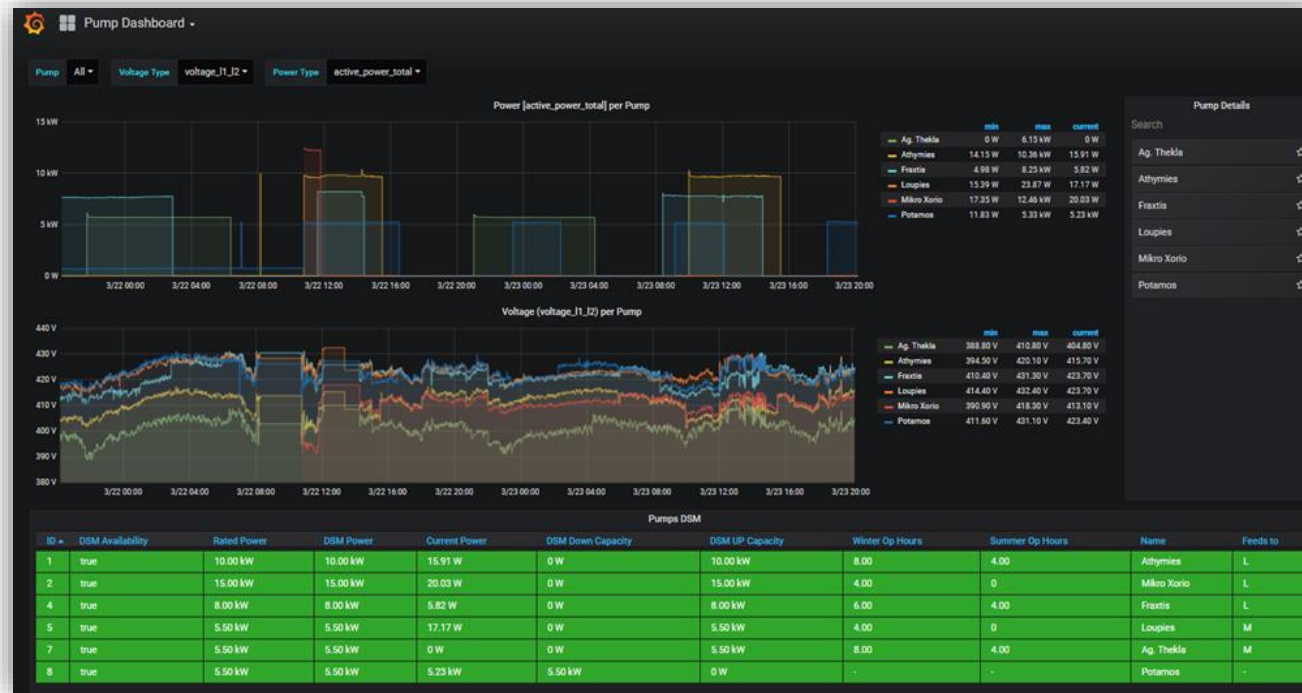 Pump Dashboard
Pump All Voltage Type voltage_l1_l2 Power Type active_power_total
Power [active_power_total] per Pump
15 kW
10 kW
5 kW
0 W
3/22 00:00 3/22 04:00 3/22 08:00 3/22 12:00 3/22 16:00 3/22 20:00 3/23 00:00 3/23 04:00 3/23 08:00 3/23 12:00 3/23 16:00 3/23 20:00
min max current
Ag. Thekla 0 W 6.15 kW 0 W
Athymies 14.15 W 10.36 kW 15.91 W
Fraxtis 4.98 W 8.25 kW 5.82 W
Loupies 15.39 W 23.87 W 17.17 W
Mikro Xorio 17.35 W 12.46 kW 20.03 W
Potamos 11.83 W 5.33 kW 5.23 kW
Pump Details
Search
Ag. Thekla
Athymies
Fraxtis
Loupies
Mikro Xorio
Potamos
Voltage (voltage_l1_l2) per Pump
440 V
430 V
420 V
410 V
400 V
390 V
380 V
3/22 00:00 3/22 04:00 3/22 08:00 3/22 12:00 3/22 16:00 3/22 20:00 3/23 00:00 3/23 04:00 3/23 08:00 3/23 12:00 3/23 16:00 3/23 20:00
min max current
Ag. Thekla 388.80 V 410.80 V 404.80 V
Athymies 394.50 V 420.10 V 415.70 V
Fraxtis 410.40 V 431.30 V 423.70 V
Loupies 414.40 V 432.40 V 423.70 V
Mikro Xorio 390.90 V 418.30 V 413.10 V
Potamos 411.60 V 431.10 V 423.40 V
Pumps DSM
ID DSM Availability Rated Power DSM Power Current Power DSM Down Capacity DSM UP Capacity Winter Op Hours Summer Op Hours Name Feeds to
1 true 10.00 kW 10.00 kW 15.91 W 0 W 10.00 kW 8.00 4.00 Athymies L
2 true 15.00 kW 15.00 kW 20.03 W 0 W 15.00 kW 4.00 0 Mikro Xorio L
4 true 8.00 kW 8.00 kW 5.82 W 0 W 8.00 kW 6.00 4.00 Fraxtis L
5 true 5.50 kW 5.50 kW 17.17 W 0 W 5.50 kW 4.00 0 Loupies M
7 true 5.50 kW 5.50 kW 0 W 0 W 5.50 kW 8.00 4.00 Ag. Thekla M
8 true 5.50 kW 5.50 kW 5.23 kW 5.50 kW 0 W - - Potamos -